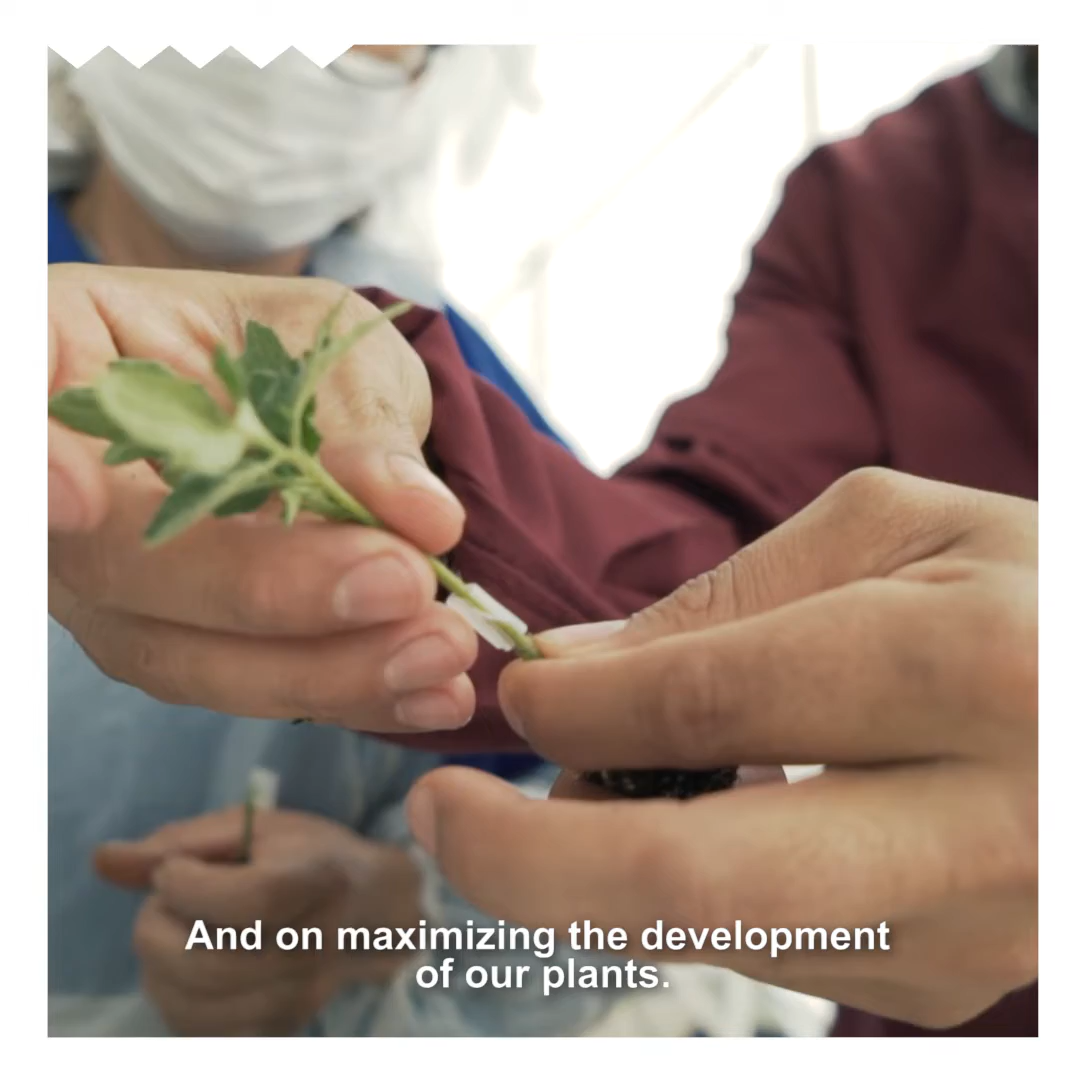 And on maximizing the development
of our plants.